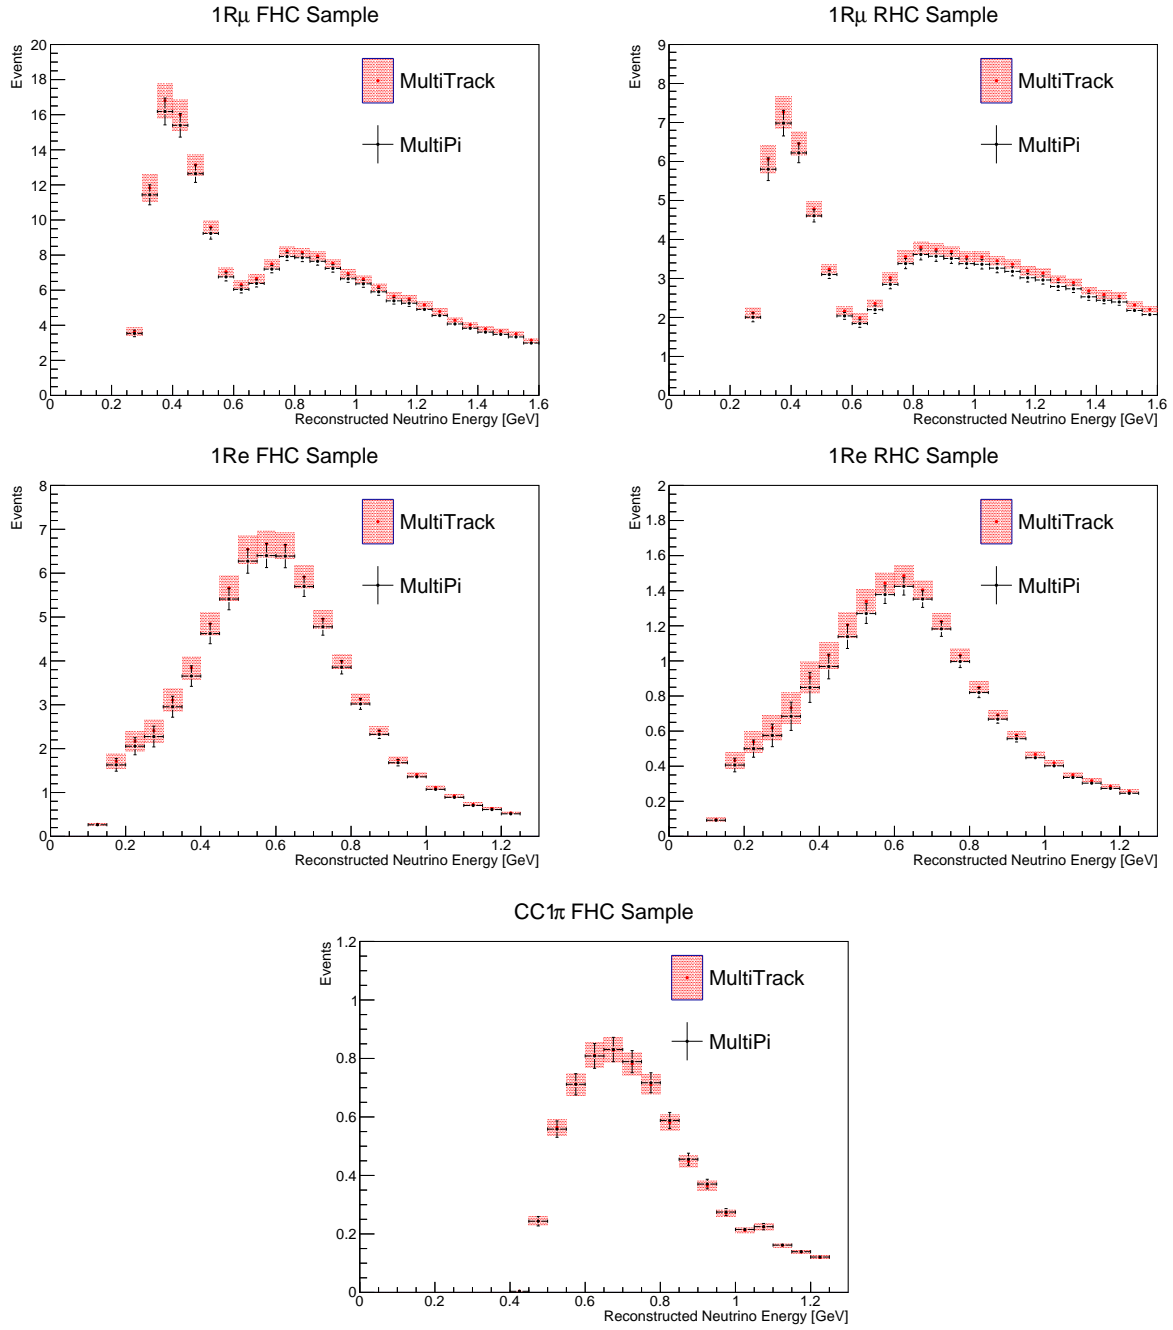 1Rμ FHC Sample
Events
20
18
16
14
12
10
8
6
4
2
0
0 0.2 0.4 0.6 0.8 1 1.2 1.4 1.6
Reconstructed Neutrino Energy [GeV]
MultiTrack
MultiPi
1Rμ RHC Sample
Events
9
8
7
6
5
4
3
2
1
0
0 0.2 0.4 0.6 0.8 1 1.2 1.4 1.6
Reconstructed Neutrino Energy [GeV]
MultiTrack
MultiPi
1Re FHC Sample
Events
8
7
6
5
4
3
2
1
0
0.2 0.4 0.6 0.8 1 1.2
Reconstructed Neutrino Energy [GeV]
MultiTrack
MultiPi
1Re RHC Sample
Events
2
1.8
1.6
1.4
1.2
1
0.8
0.6
0.4
0.2
0
0 0.2 0.4 0.6 0.8 1 1.2
Reconstructed Neutrino Energy [GeV]
MultiTrack
MultiPi
CC1π FHC Sample
Events
1.2
1
0.8
0.6
0.4
0.2
0
0 0.2 0.4 0.6 0.8 1 1.2
Reconstructed Neutrino Energy [GeV]
MultiTrack
MultiPi